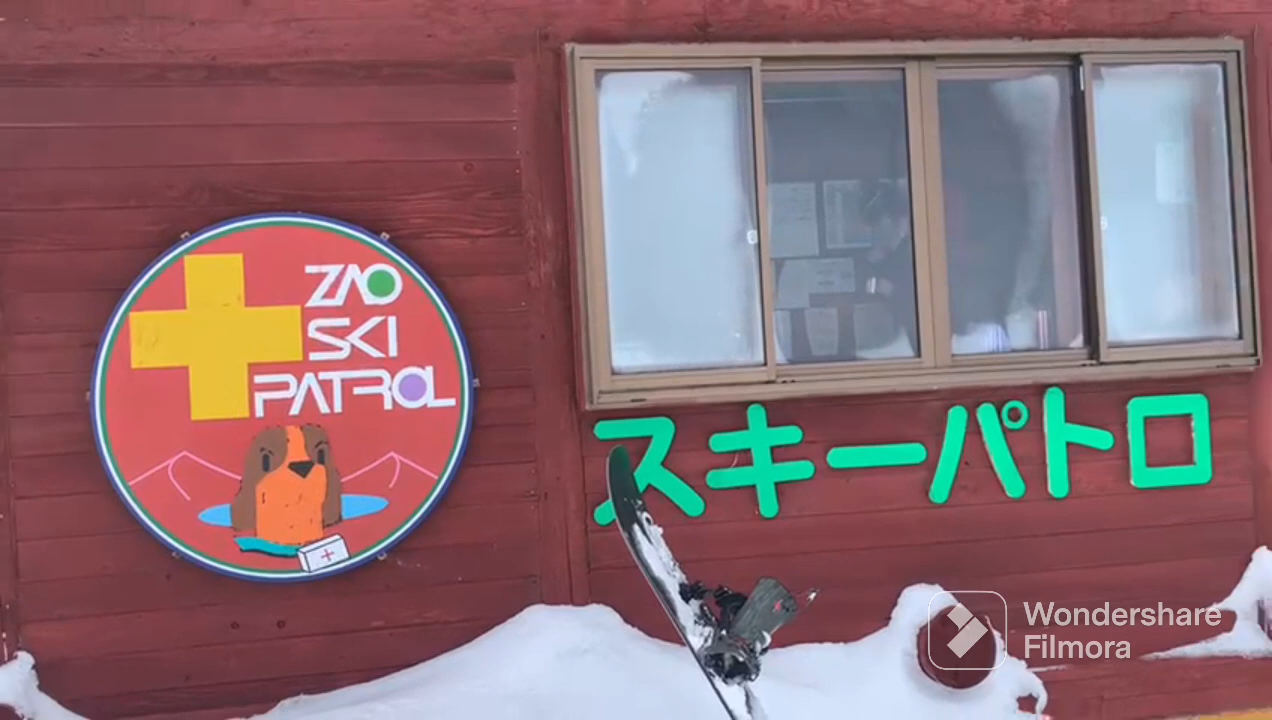 ZAO
SKI
PATROL
スキーパトロ
Wondershare
Filmora